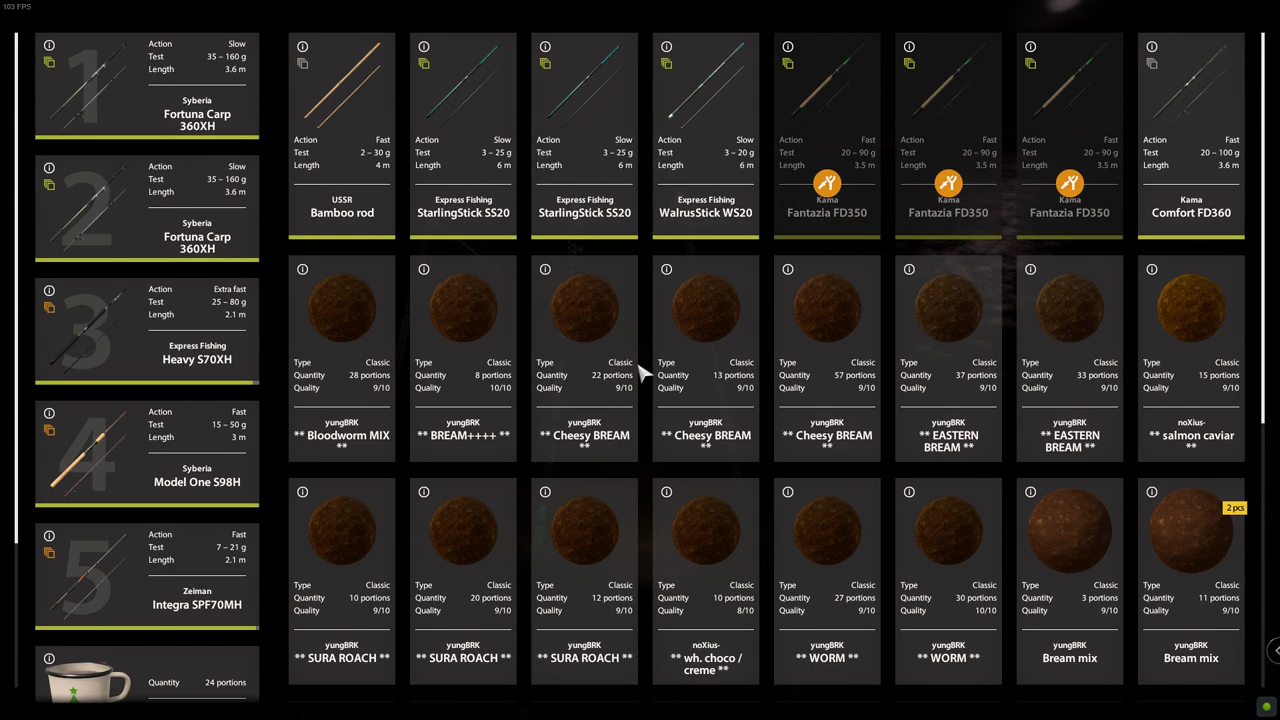 103 FPS
1
Action Slow
Test 35 – 160 g
Length 3.6 m
Syberia
Fortuna Carp
360XH
2
Action Slow
Test 35 – 160 g
Length 3.6 m
Syberia
Fortuna Carp
360XH
3
Action Extra fast
Test 25 – 80 g
Length 2.1 m
Express Fishing
Heavy S70XH
4
Action Fast
Test 15 – 50 g
Length 3 m
Syberia
Model One S98H
5
Action Fast
Test 7 – 21 g
Length 2.1 m
Zeiman
Integra SPF70MH
Quantity 24 portions
Action Fast
Test 2 – 30 g
Length 4 m
USSR
Bamboo rod
Action Slow
Test 3 – 25 g
Length 6 m
Express Fishing
StarlingStick SS20
Action Slow
Test 3 – 25 g
Length 6 m
Express Fishing
StarlingStick SS20
Action Slow
Test 3 – 20 g
Length 6 m
Express Fishing
WalrusStick WS20
Action Fast
Test 20 – 90 g
Length 3.5 m
Kama
Fantazia FD350
Action Fast
Test 20 – 90 g
Length 3.5 m
Kama
Fantazia FD350
Action Fast
Test 20 – 90 g
Length 3.5 m
Kama
Fantazia FD350
Action Fast
Test 20 – 100 g
Length 3.6 m
Kama
Comfort FD360
Type Classic
Quantity 28 portions
Quality 9/10
yungBRK
** Bloodworm MIX
**
Type Classic
Quantity 8 portions
Quality 10/10
yungBRK
** BREAM++++ **
Type Classic
Quantity 22 portions
Quality 9/10
yungBRK
** Cheesy BREAM
**
Type Classic
Quantity 13 portions
Quality 9/10
yungBRK
** Cheesy BREAM
**
Type Classic
Quantity 57 portions
Quality 9/10
yungBRK
** Cheesy BREAM
**
Type Classic
Quantity 37 portions
Quality 9/10
yungBRK
** EASTERN
BREAM **
Type Classic
Quantity 33 portions
Quality 9/10
yungBRK
** EASTERN
BREAM **
Type Classic
Quantity 15 portions
Quality 9/10
noXius-
** salmon caviar
**
Type Classic
Quantity 10 portions
Quality 9/10
yungBRK
** SURA ROACH **
Type Classic
Quantity 20 portions
Quality 9/10
yungBRK
** SURA ROACH **
Type Classic
Quantity 12 portions
Quality 9/10
yungBRK
** SURA ROACH **
Type Classic
Quantity 10 portions
Quality 8/10
noXius-
** wh. choco /
creme **
Type Classic
Quantity 27 portions
Quality 9/10
yungBRK
** WORM **
Type Classic
Quantity 30 portions
Quality 10/10
yungBRK
** WORM **
Type Classic
Quantity 3 portions
Quality 9/10
yungBRK
Bream mix
2 pcs
Type Classic
Quantity 11 portions
Quality 9/10
yungBRK
Bream mix